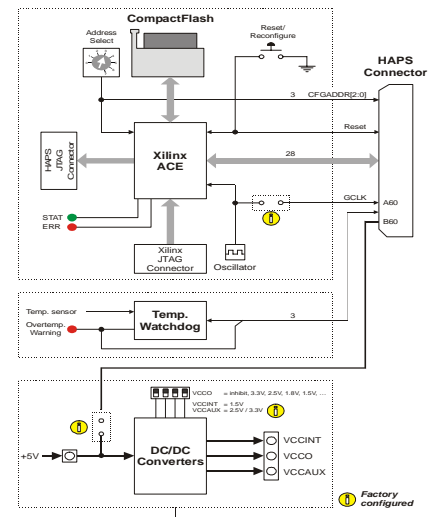 CompactFlash
Address
Select
Reset/
Reconfigure
HAPS
Connector
3 CFGADDR[2:0]
Reset
Xilinx
ACE
28
HAPS
JTAG
Connector
GCLK
A60
B60
STAT
ERR
Xilinx
JTAG
Connector
Oscillator
Temp. sensor
Overtemp.
Warning
Temp.
Watchdog
3
VCCO = inhibit, 3.3V, 2.5V, 1.8V, 1.5V, ...
VCCINT = 1.5V
VCCAUX = 2.5V / 3.3V
+5V
DC/DC
Converters
VCCINT
VCCO
VCCAUX
Factory
configured